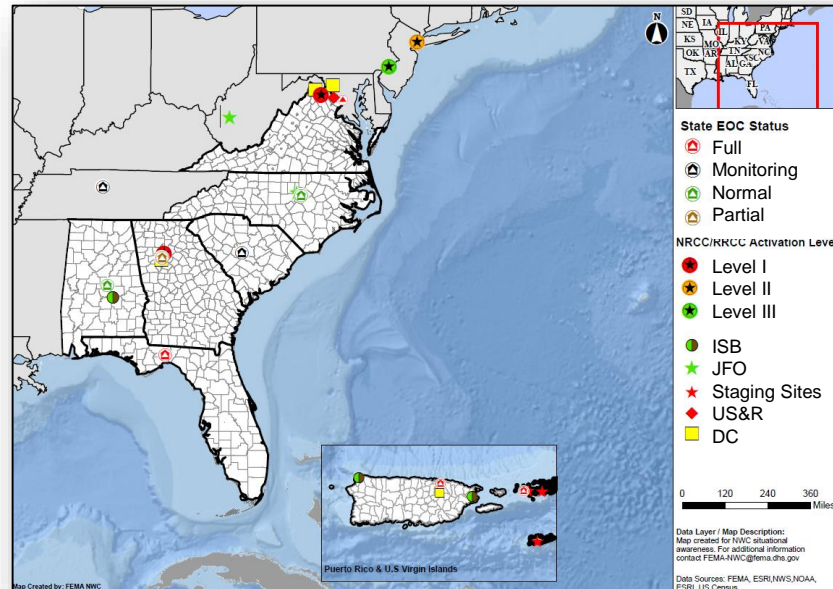 N
SD
NE
IA
IL
PA
KS
MO
KY
VA
OK
AR
TN
NC
SC
TX
AL
GA
FL
State EOC Status
Full
Monitoring
Normal
Partial
NRCC/RRCC Activation Leve
Level I
Level II
Level III
ISB
JFO
Staging Sites
US&R
DC
0 120 240 360
Miles
Data Layer / Map Description:
Map created for NWC situational
awareness. For additional information
contact FEMA-NWC@fema.dhs.gov
Data Sources: FEMA, ESRI,NWS,NOAA,
ESRI, US Census
Puerto Rico & U.S Virgin Islands
Map Created by: FEMA NWC